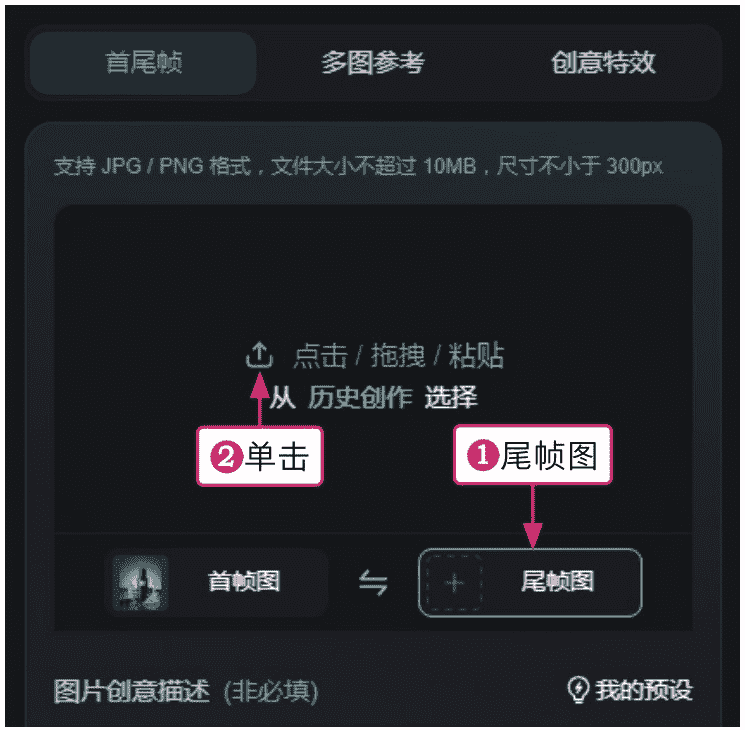 首尾帧 多图参考 创意特效
支持 JPG / PNG 格式，文件大小不超过 10MB，尺寸不小于 300px
点击 / 拖拽 / 粘贴
从 历史创作 选择
❷单击 ❶尾帧图
首帧图 尾帧图
图片创意描述 (非必填) 我的预设